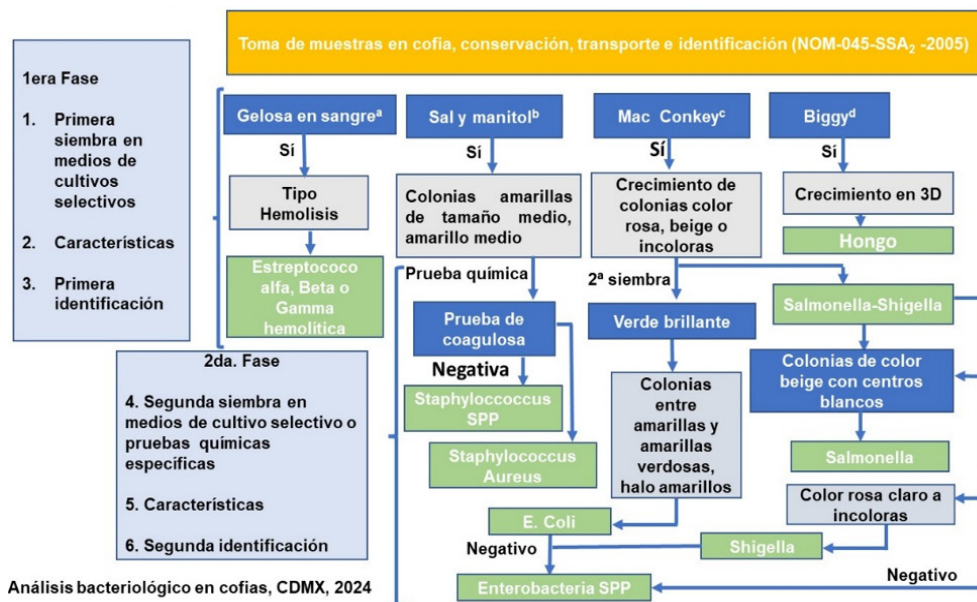 Toma de muestras en cofia, conservación, transporte e identificación (NOM-045-SSA₂ -2005)
1era Fase
1. Primera
siembra en
medios de
cultivos
selectivos
2. Características
3. Primera
identificación
Gelosa en sangreᵃ
Sí
Tipo
Hemolisis
Estreptococo
alfa, Beta o
Gamma
hemolítica
Sal y manitolᵇ
Sí
Colonias amarillas
de tamaño medio,
amarillo medio
Mac Conkeyᶜ
Sí
Crecimiento de
colonias color
rosa, beige o
incoloras
Biggyᵈ
Sí
Crecimiento en 3D
Hongo
2da. Fase
4. Segunda siembra en
medios de cultivo selectivo o
pruebas químicas
específicas
5. Características
6. Segunda identificación
Prueba química
Prueba de
coagulosa
Negativa
Staphyloccoccus
SPP
Staphylococcus
Aureus
2ª siembra
Verde brillante
Colonias
entre
amarillas y
amarillas
verdosas,
halo amarillos
E. Coli
Negativo
Enterobacteria SPP
Salmonella-Shigella
Colonias de color
beige con centros
blancos
Salmonella
Color rosa claro a
incoloras
Shigella
Negativo
Análisis bacteriológico en cofias, CDMX, 2024